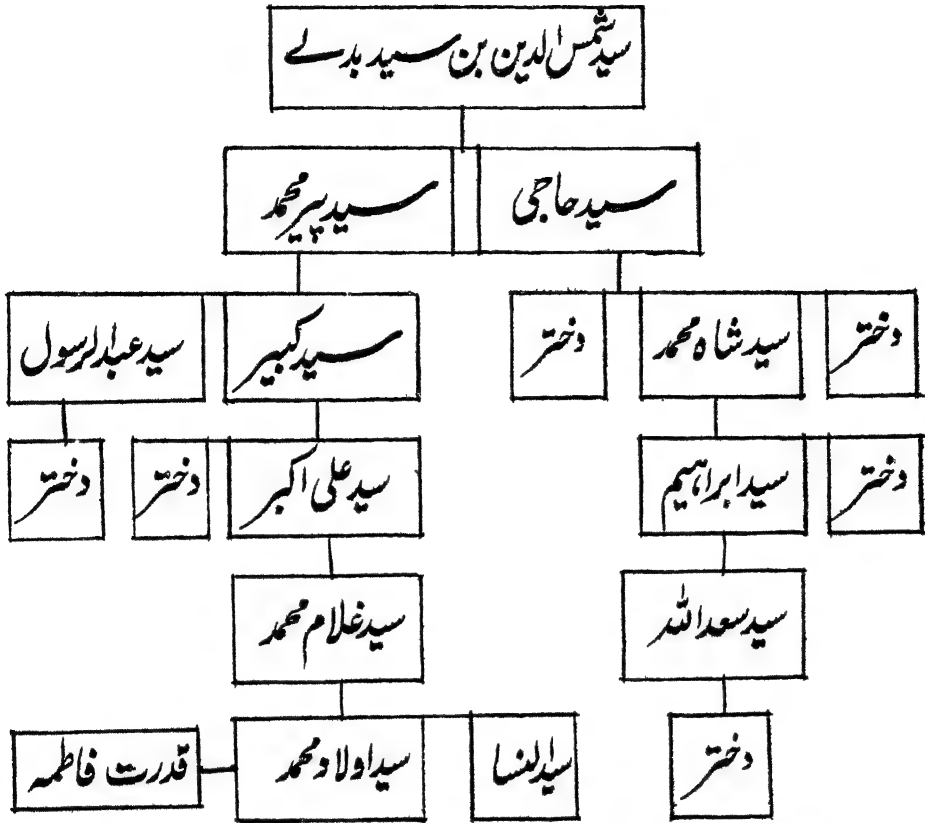 سید شمس الدین بن سید بدلے
سید حاجی
سید پیر محمد
دختر
سید شاہ محمد
دختر
سید کبیر
سید عبدالرسول
دختر
سید ابراہیم
سید علی اکبر
دختر
دختر
سید سعد اللہ
سید غلام محمد
دختر
سید النسا
سید اولاد محمد
قدرت فاطمہ